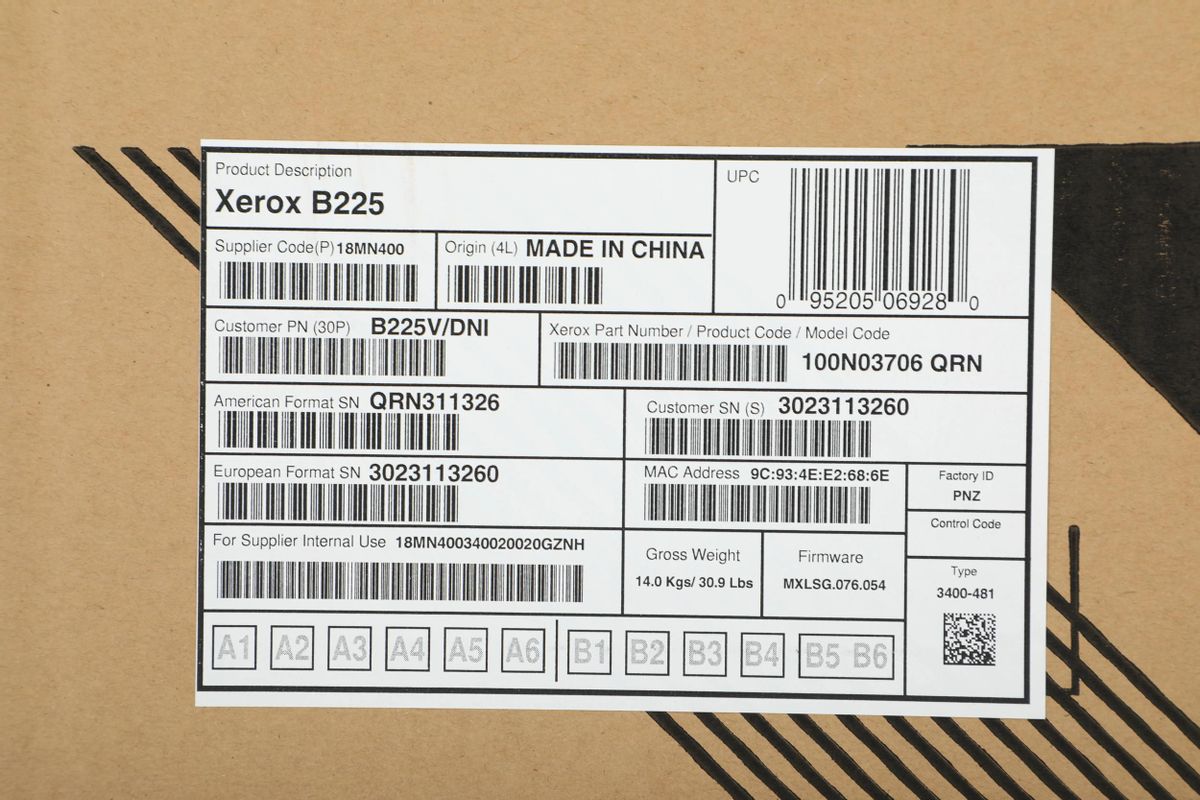 Product Description
Xerox B225
UPC
0 95205 06928 0
Supplier Code(P) 18MN400
Origin (4L) MADE IN CHINA
Customer PN (30P) B225V/DNI
Xerox Part Number / Product Code / Model Code
100N03706 QRN
American Format SN QRN311326
Customer SN (S) 3023113260
European Format SN 3023113260
MAC Address 9C:93:4E:E2:68:6E
Factory ID
PNZ
Control Code
For Supplier Internal Use 18MN400340020020GZNH
Gross Weight
14.0 Kgs/ 30.9 Lbs
Firmware
MXLSG.076.054
Type
3400-481
A1 A2 A3 A4 A5 A6 B1 B2 B3 B4 B5 B6